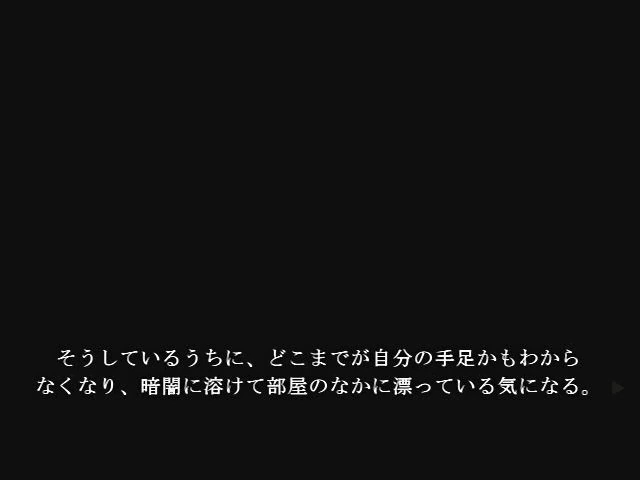 そうしているうちに、どこまでが自分の手足かもわから
なくなり、暗闇に溶けて部屋のなかに漂っている気になる。